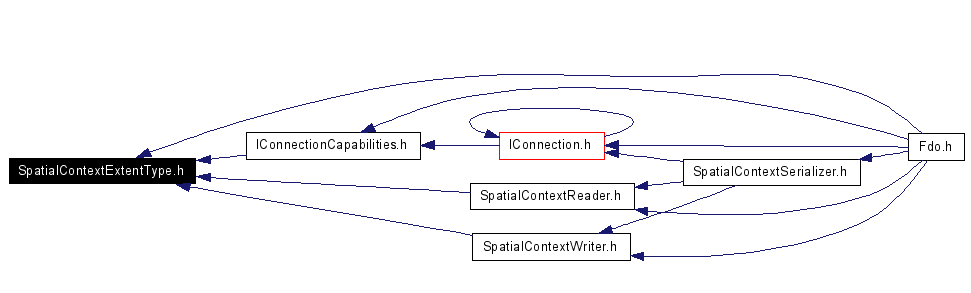 Fdo.h
IConnectionCapabilities.h
IConnection.h
SpatialContextExtentType.h
SpatialContextSerializer.h
SpatialContextReader.h
SpatialContextWriter.h